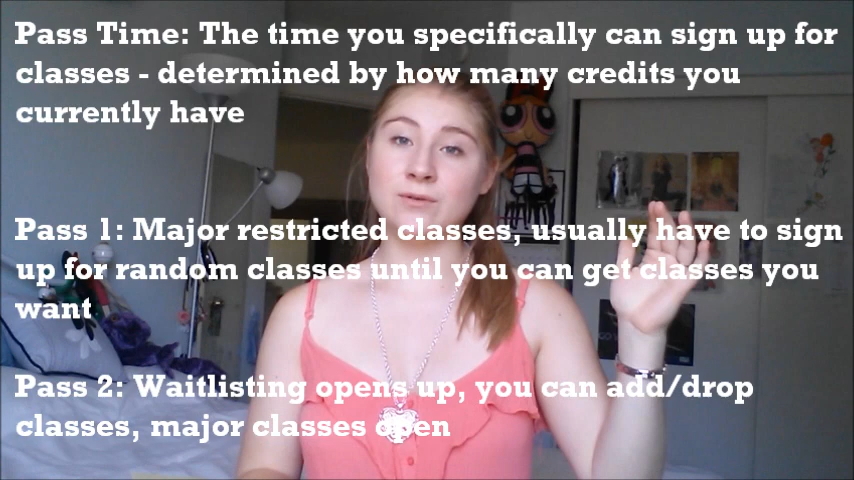 Pass Time: The time you specifically can sign up for
classes - determined by how many credits you
currently have
Pass 1: Major restricted classes, usually have to sign
up for random classes until you can get classes you
want
Pass 2: Waitlisting opens up, you can add/drop
classes, major classes open